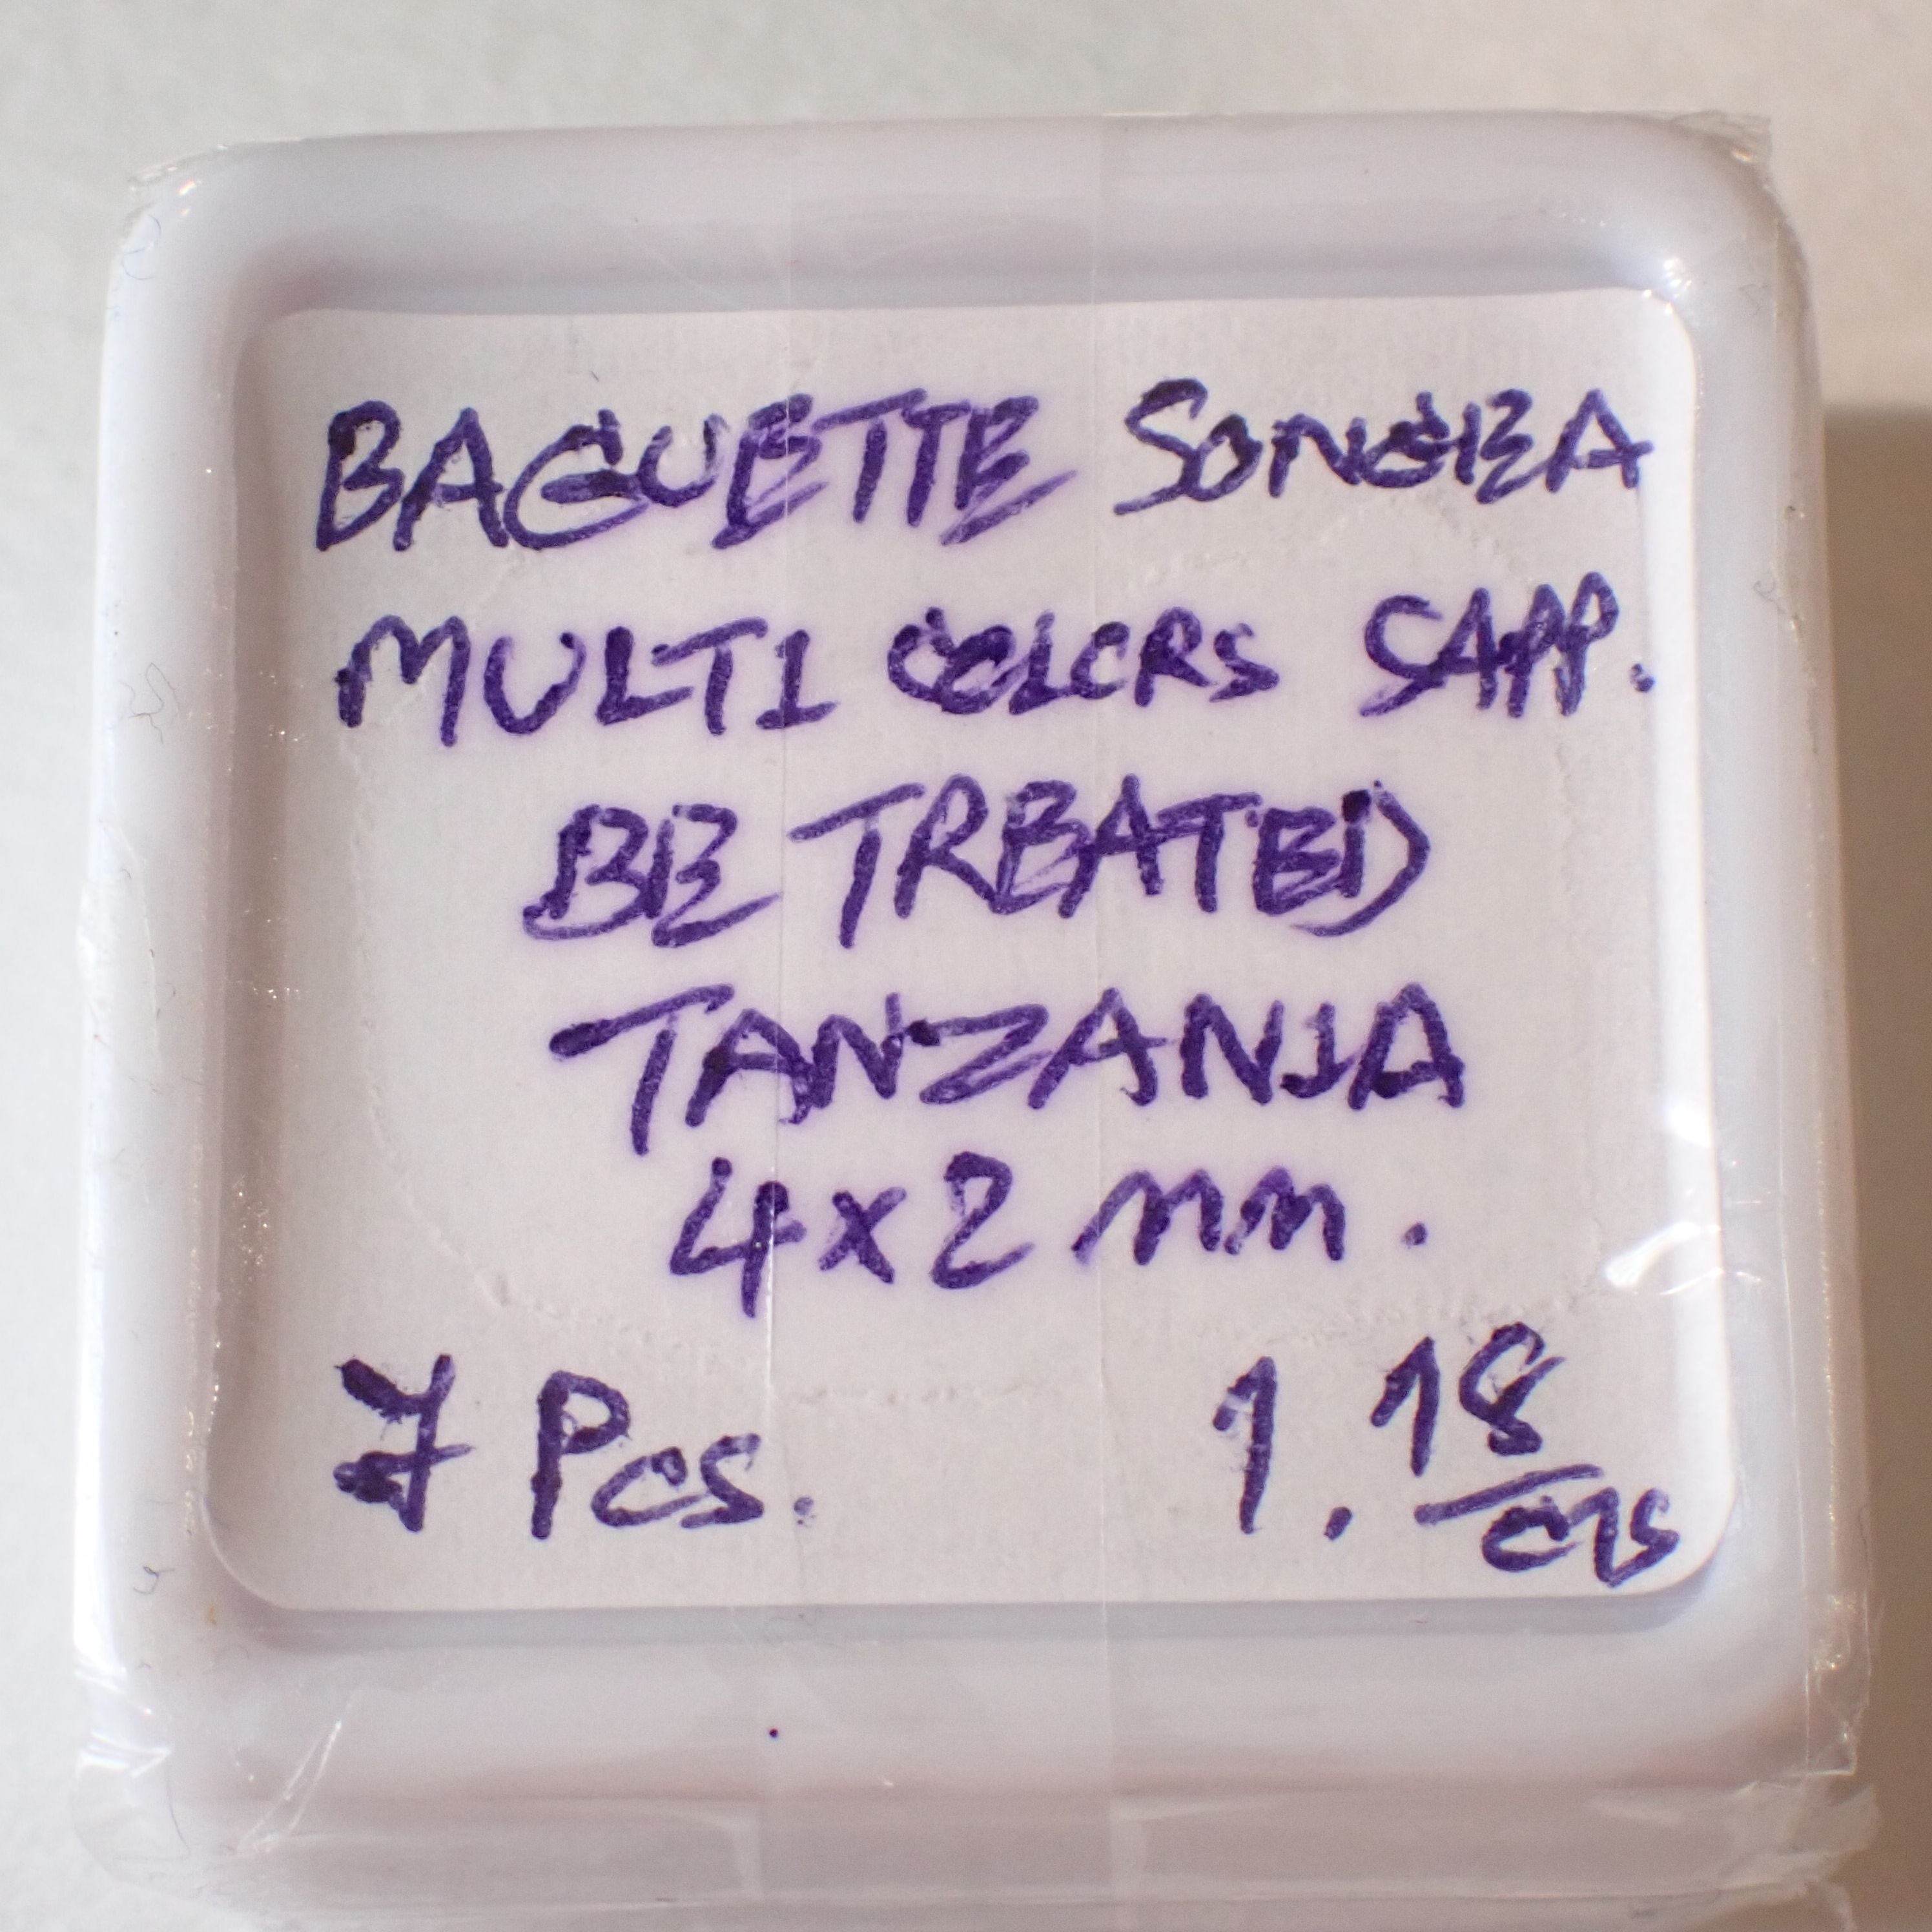 BAGUETTE SONGEA
MULTI COLORS SAPP.
BE TREATED
TANZANIA
4x2 mm.
7 Pcs. 1.18 cts